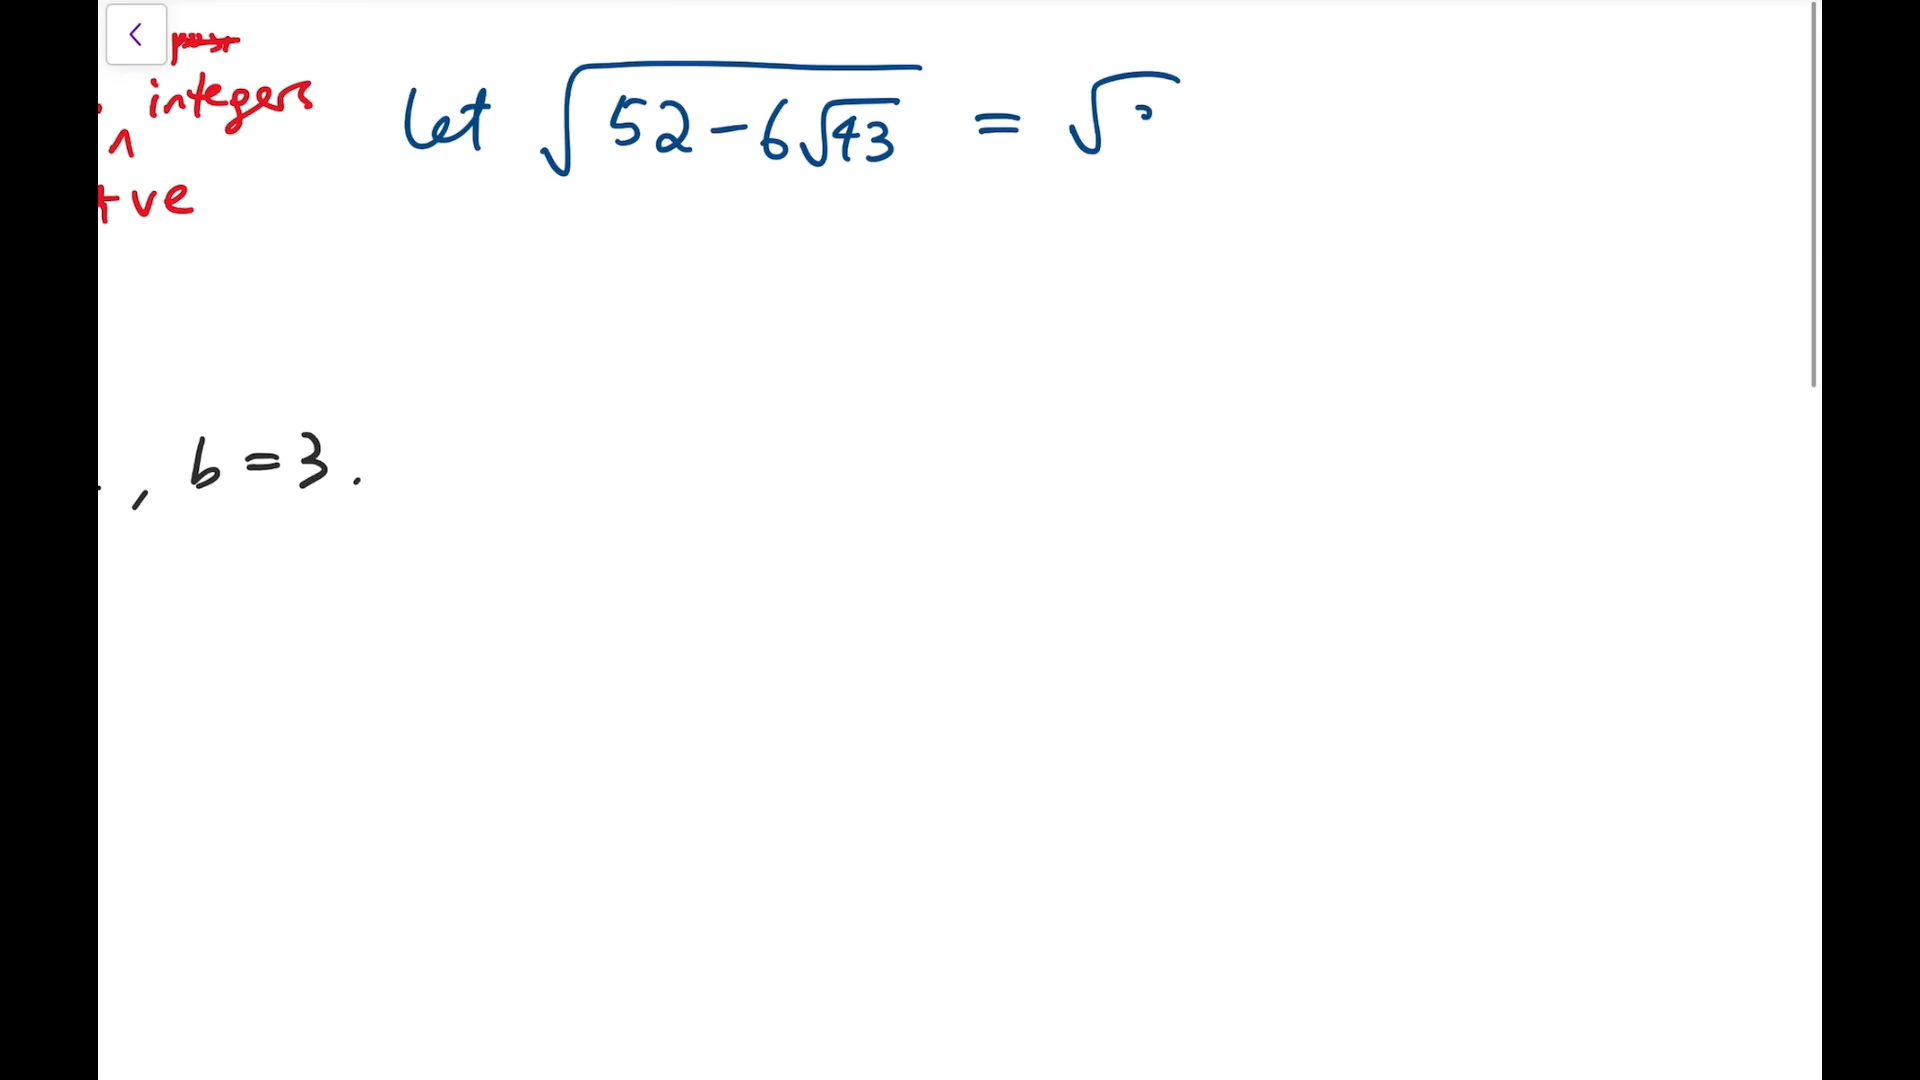 integers
n
+ve
let √(52-6√43) = √
, b=3.